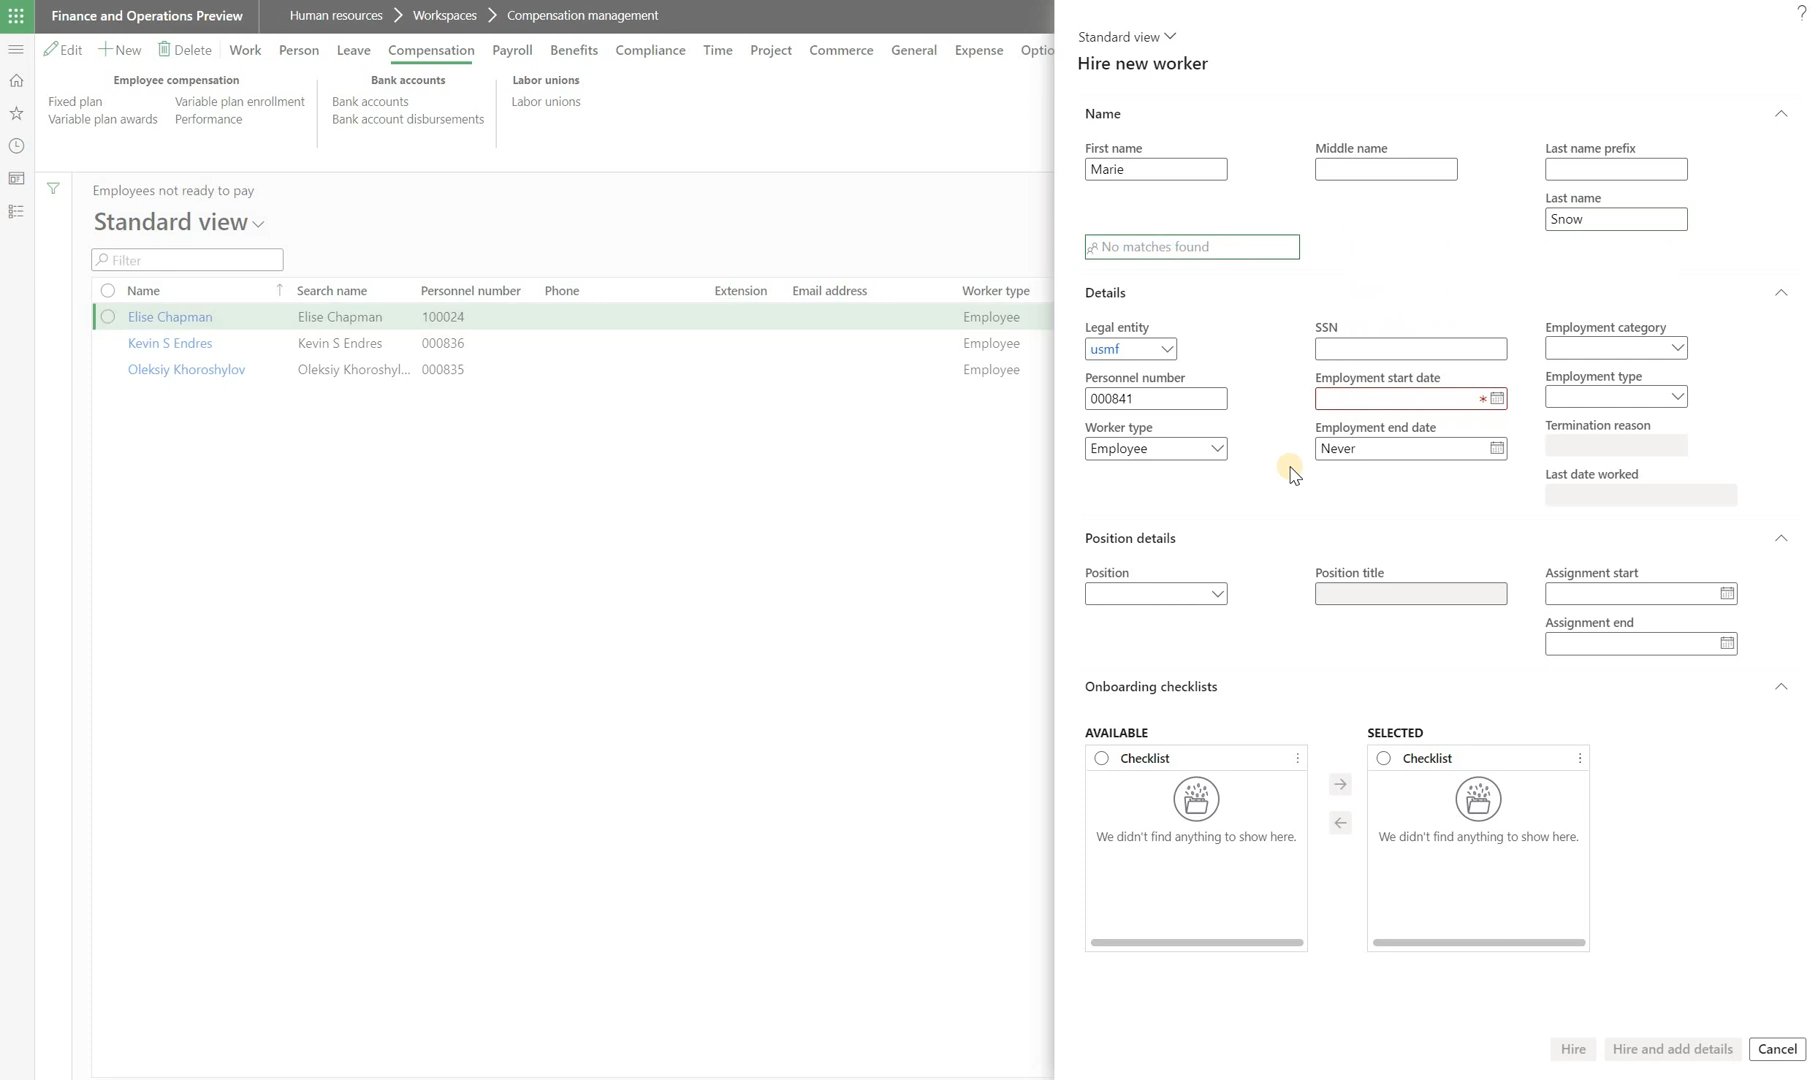 Finance and Operations Preview
Human resources
Workspaces
Compensation management
Edit
New
Delete
Work
Person
Leave
Compensation
Payroll
Benefits
Compliance
Time
Project
Commerce
General
Expense
Optio
Employee compensation
Bank accounts
Labor unions
Fixed plan
Variable plan enrollment
Bank accounts
Labor unions
Variable plan awards
Performance
Bank account disbursements
Employees not ready to pay
Standard view
Filter
Name
Search name
Personnel number
Phone
Extension
Email address
Worker type
Elise Chapman
Elise Chapman
100024
Employee
Kevin S Endres
Kevin S Endres
000836
Employee
Oleksiy Khoroshylov
Oleksiy Khoroshyl...
000835
Employee
?
Standard view
Hire new worker
Name
First name
Middle name
Last name prefix
Marie
Last name
Snow
No matches found
Details
Legal entity
SSN
Employment category
usmf
Personnel number
Employment start date
Employment type
000841
*
Worker type
Employment end date
Termination reason
Employee
Never
Last date worked
Position details
Position
Position title
Assignment start
Assignment end
Onboarding checklists
AVAILABLE
SELECTED
Checklist
Checklist
We didn't find anything to show here.
We didn't find anything to show here.
Hire
Hire and add details
Cancel